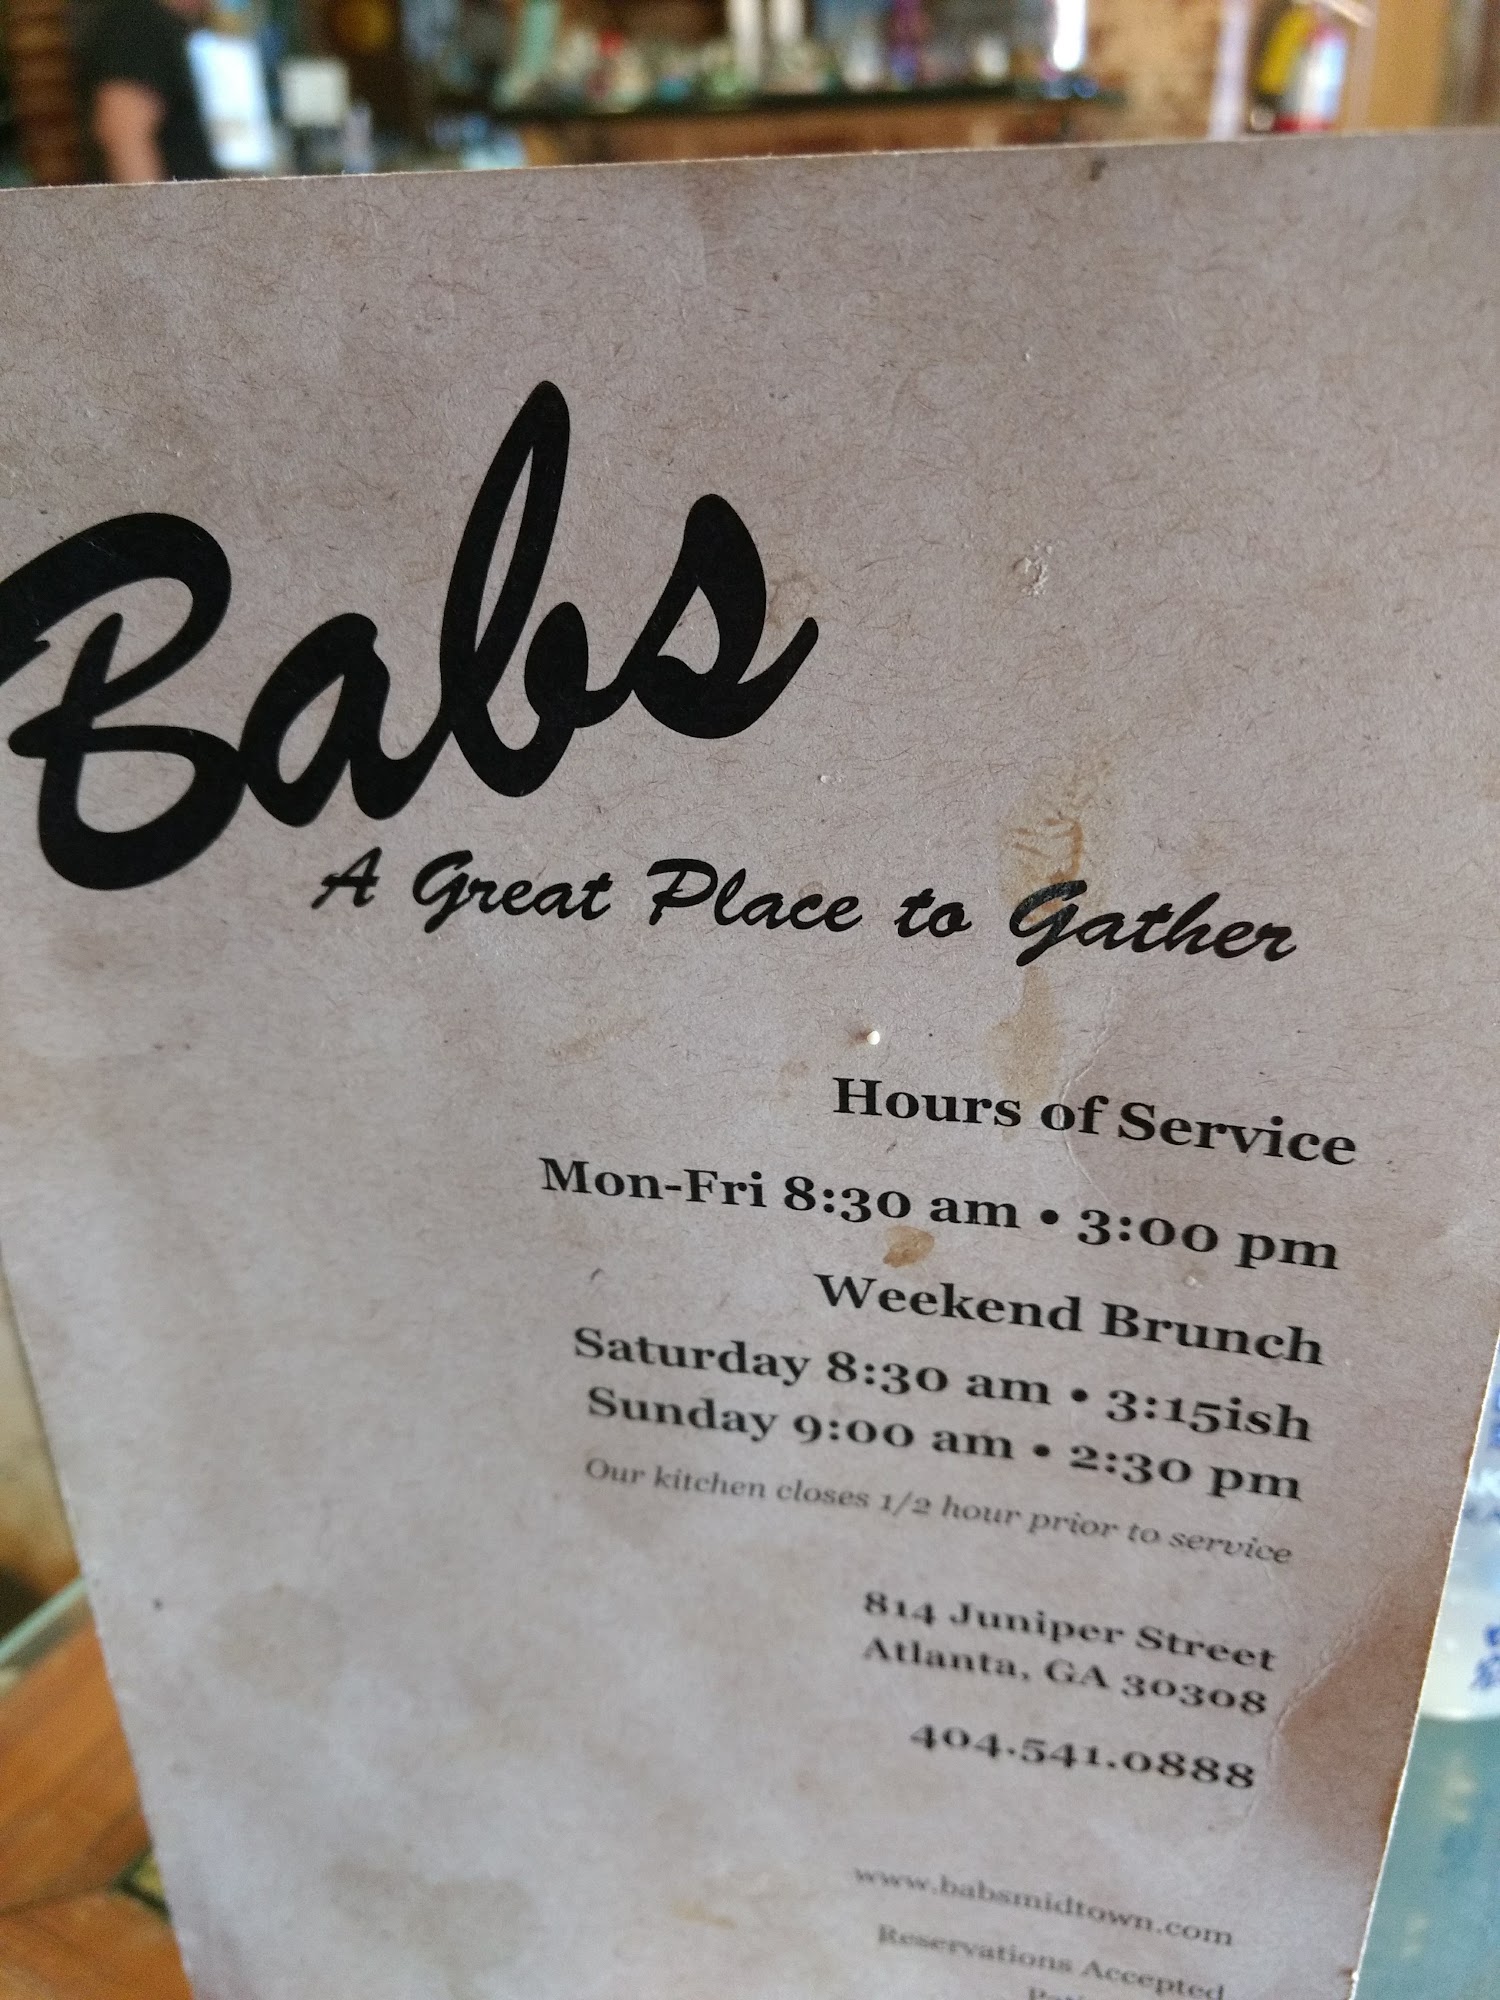 Babs
A Great Place to Gather
Hours of Service
Mon-Fri 8:30 am • 3:00 pm
Weekend Brunch
Saturday 8:30 am • 3:15ish
Sunday 9:00 am • 2:30 pm
Our kitchen closes 1/2 hour prior to service
814 Juniper Street
Atlanta, GA 30308
404.541.0888
www.babsmidtown.com
Reservations Accepted